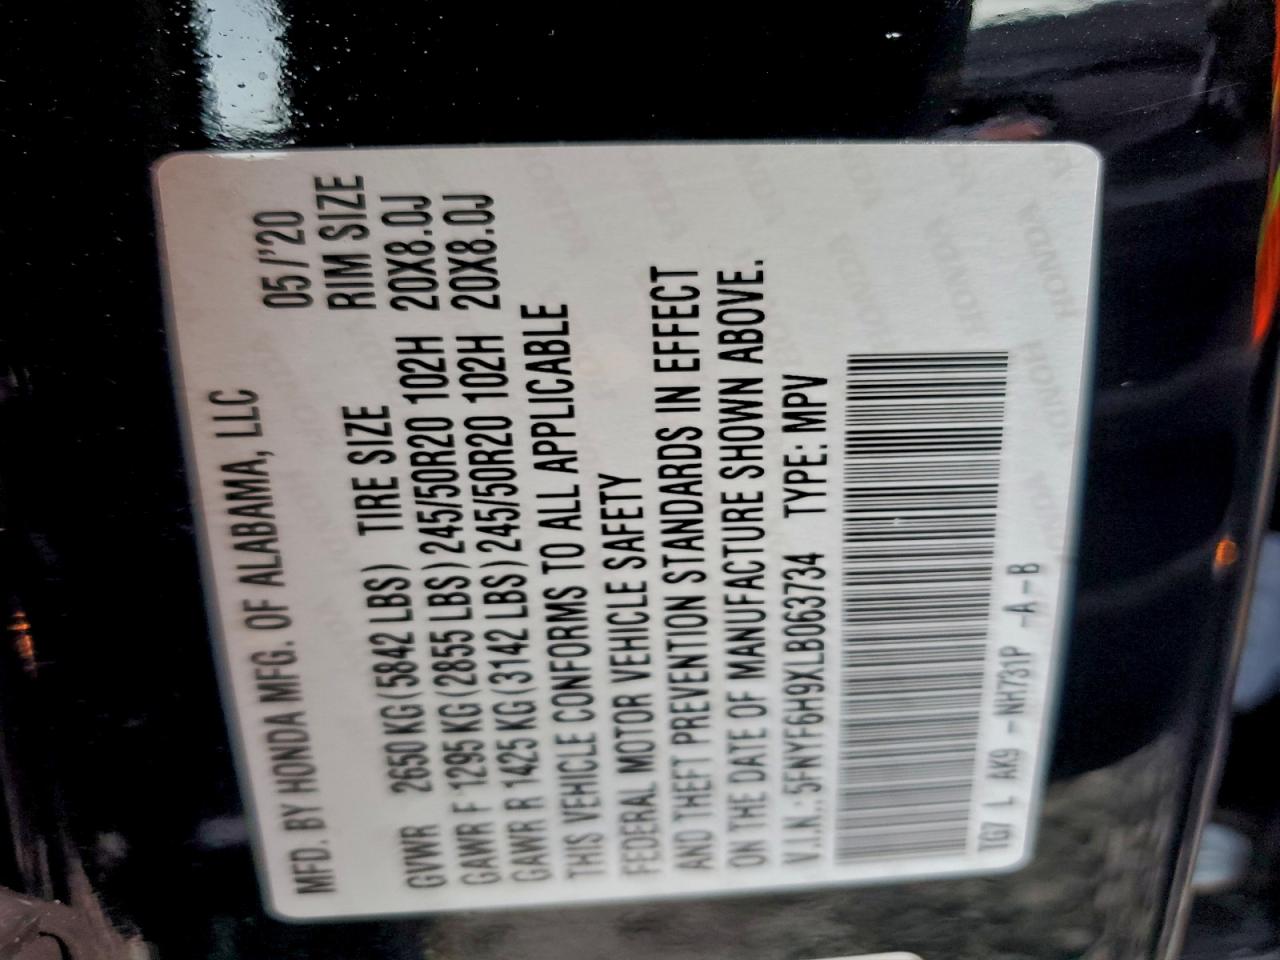 MFD. BY HONDA MFG. OF ALABAMA, LLC 05/'20
GVWR 2650 KG (5842 LBS) TIRE SIZE RIM SIZE
GAWR F 1295 KG (2855 LBS) 245/50R20 102H 20X8.0J
GAWR R 1425 KG (3142 LBS) 245/50R20 102H 20X8.0J
THIS VEHICLE CONFORMS TO ALL APPLICABLE
FEDERAL MOTOR VEHICLE SAFETY
AND THEFT PREVENTION STANDARDS IN EFFECT
ON THE DATE OF MANUFACTURE SHOWN ABOVE.
V.I.N.: 5FNYF6H9XLB063734 TYPE: MPV
TG7 L AK9 -NH731P -A-B